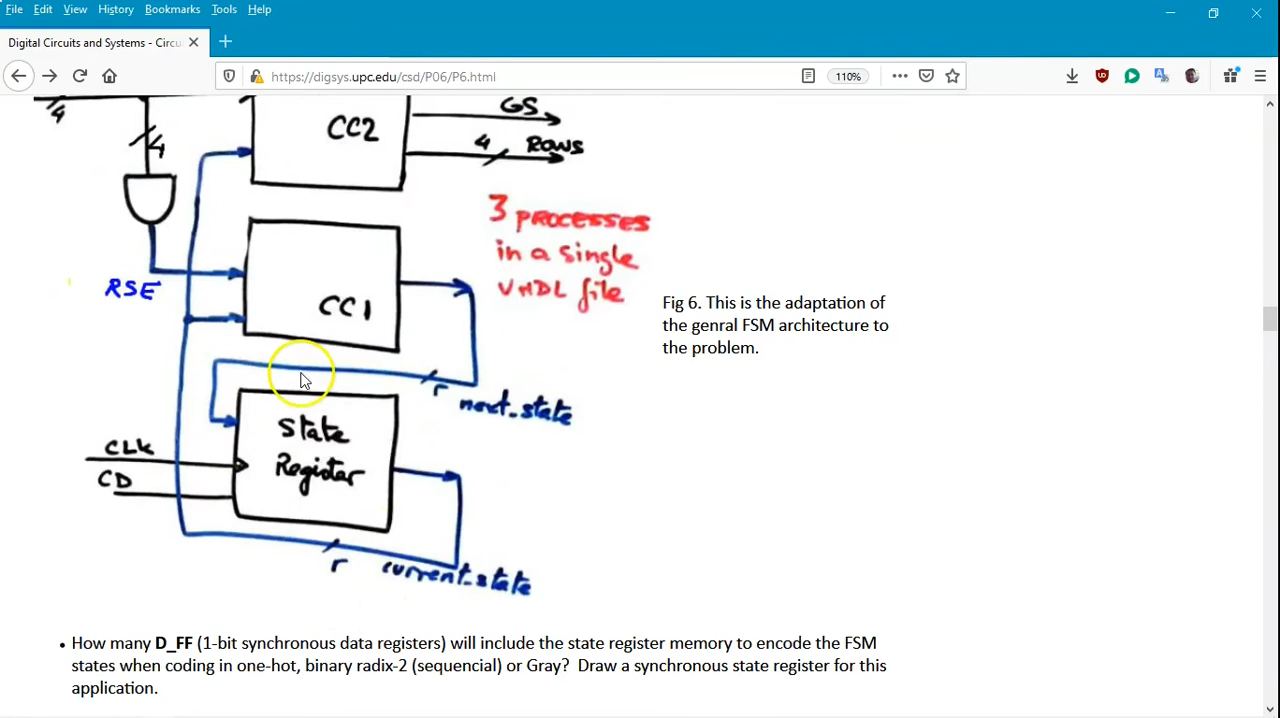 File Edit View History Bookmarks Tools Help
Digital Circuits and Systems - Circu
https://digsys.upc.edu/csd/P06/P6.html
110%
4
CC2
GS
4
4 Rows
3 PROCESSES
in a single
VHDL file
RSE
CC1
Fig 6. This is the adaptation of
the genral FSM architecture to
the problem.
r
next_state
State
Register
CLK
CD
r current_state
• How many D_FF (1-bit synchronous data registers) will include the state register memory to encode the FSM
states when coding in one-hot, binary radix-2 (sequencial) or Gray? Draw a synchronous state register for this
application.